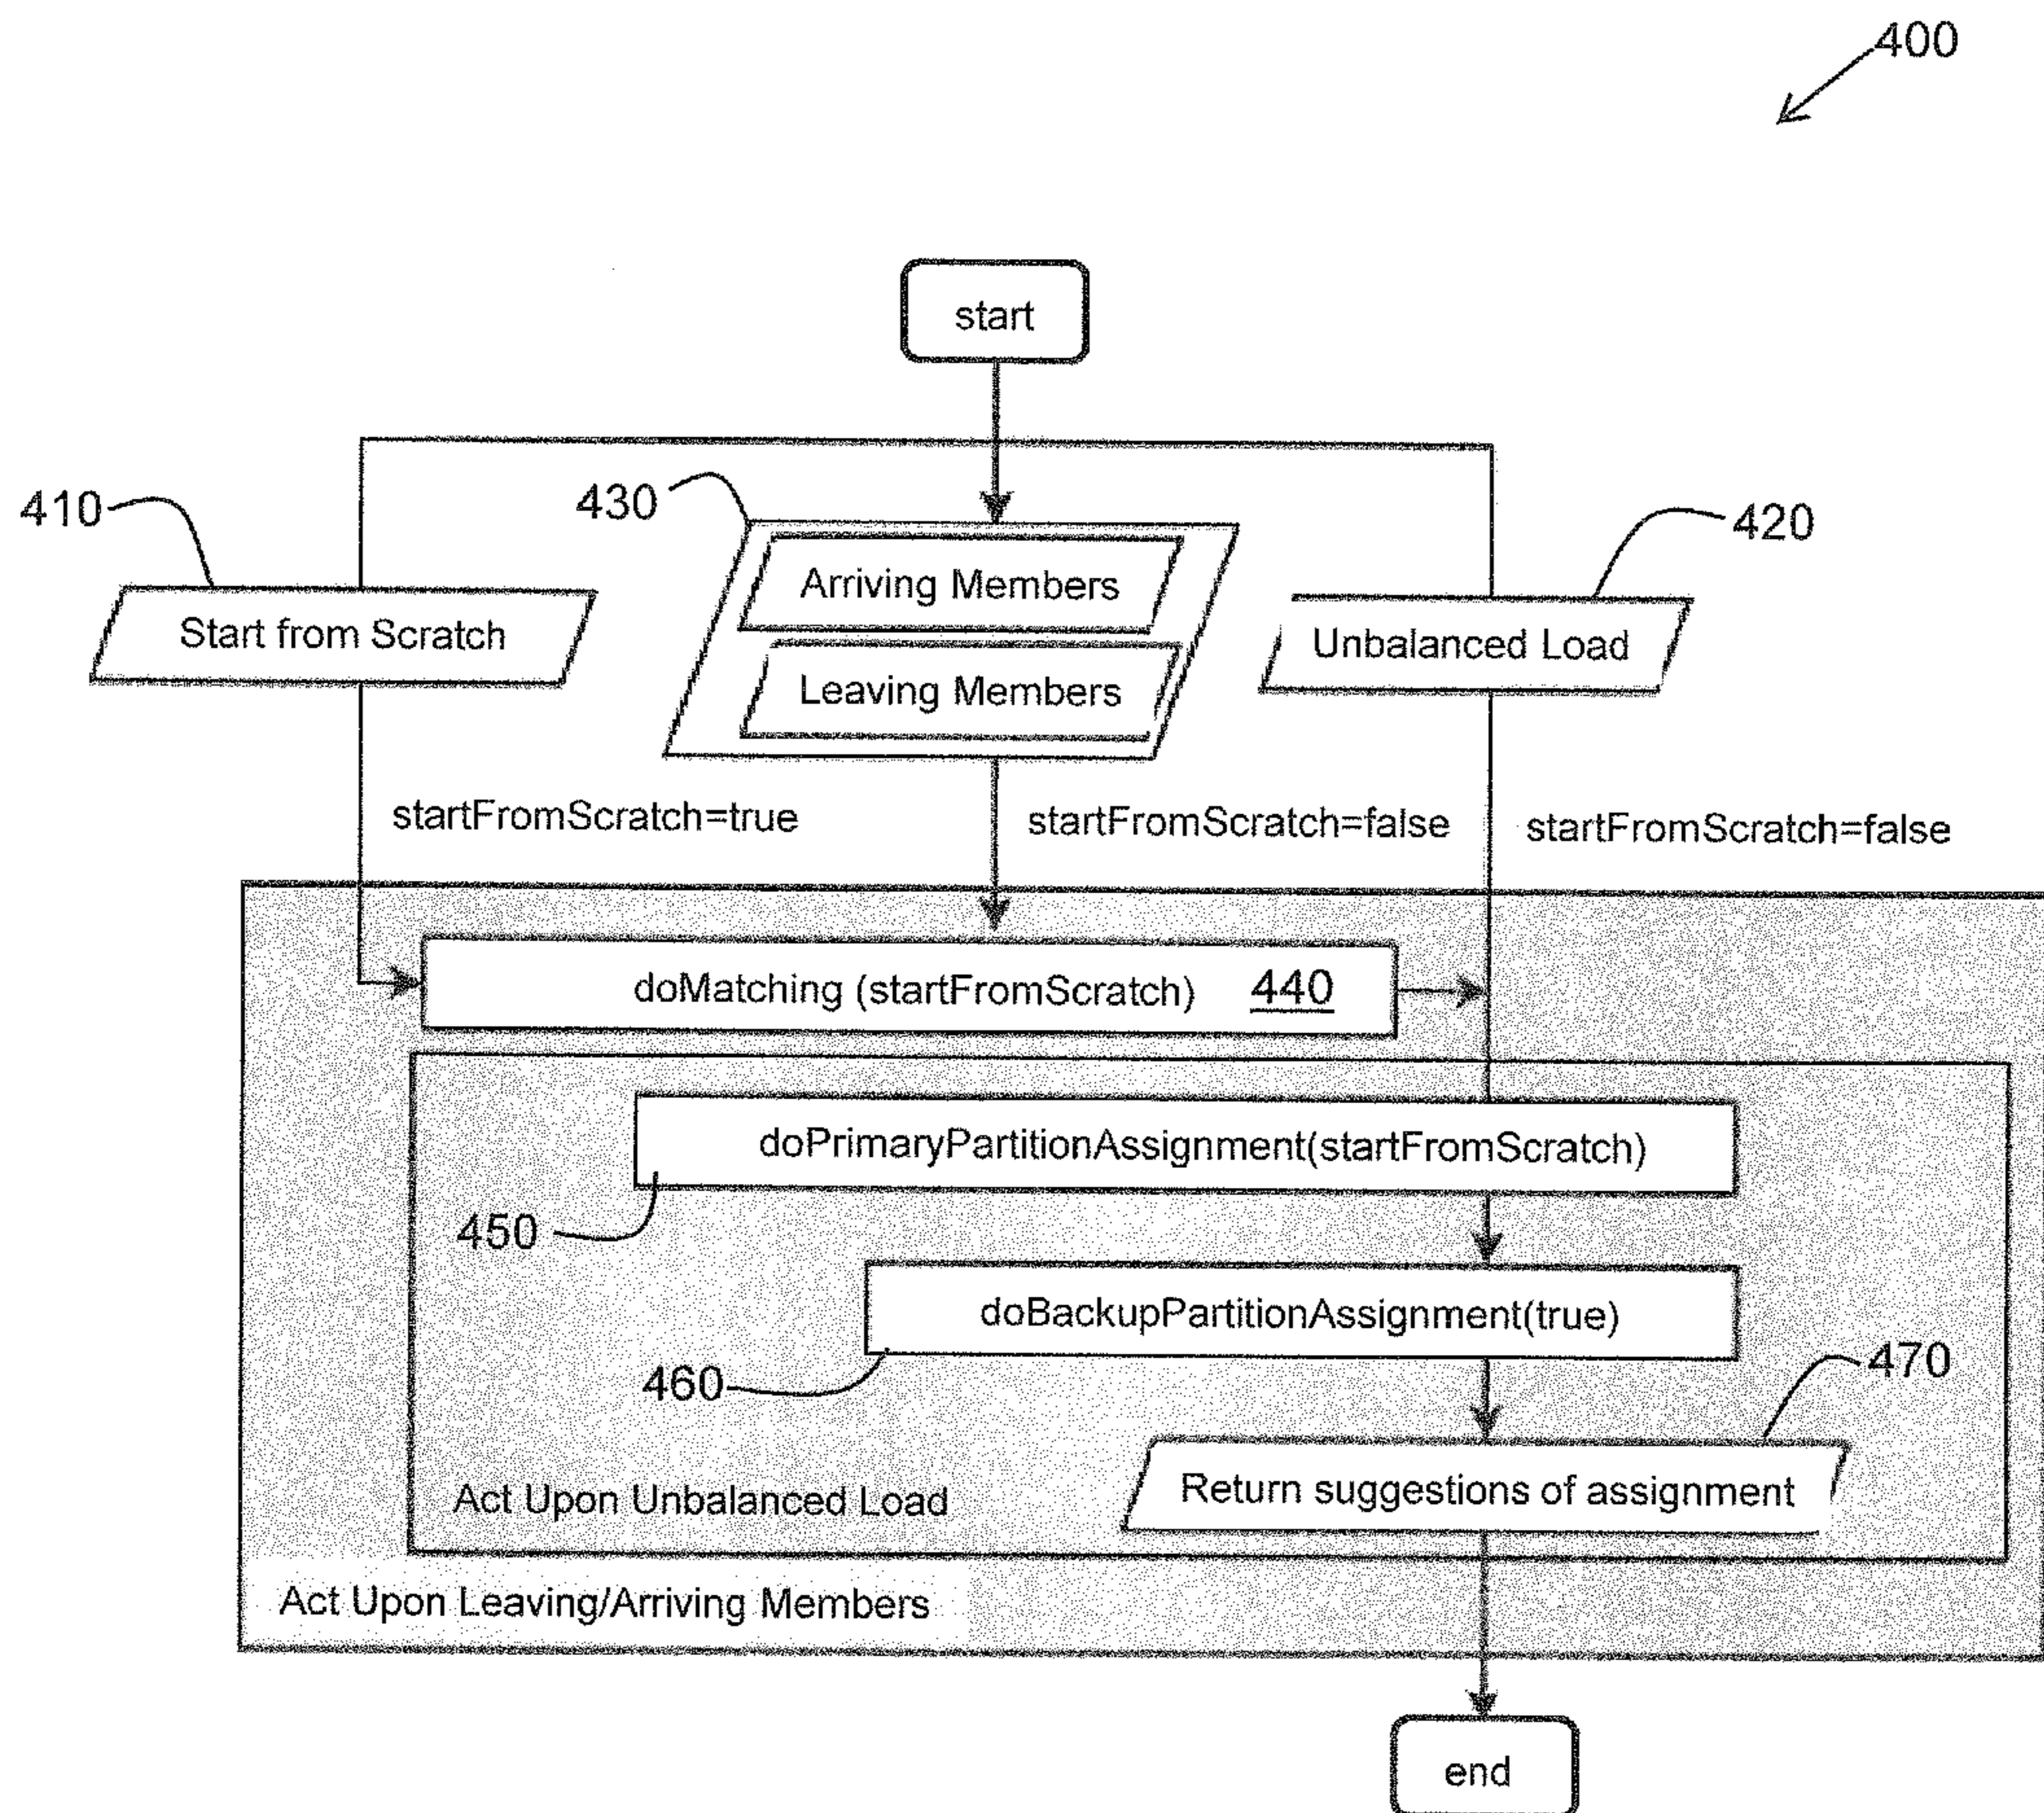 400
start
410
430
420
Arriving Members
Start from Scratch
Unbalanced Load
Leaving Members
startFromScratch=true
startFromScratch=false
startFromScratch=false
doMatching (startFromScratch) 440
doPrimaryPartitionAssignment(startFromScratch)
450
doBackupPartitionAssignment(true)
460
470
Return suggestions of assignment
Act Upon Unbalanced Load
Act Upon Leaving/Arriving Members
end